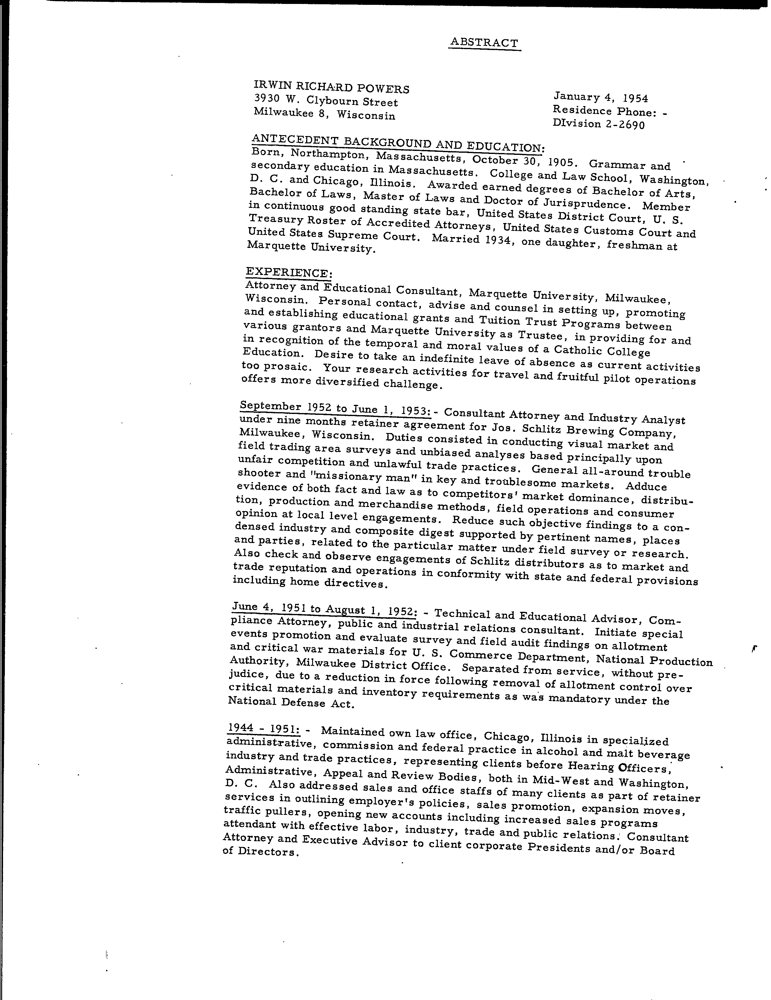 ABSTRACT
IRWIN RICHARD POWERS
3930 W. Clybourn Street
Milwaukee 8, Wisconsin
January 4, 1954
Residence Phone: -
DIvision 2-2690
ANTECEDENT BACKGROUND AND EDUCATION:
Born, Northampton, Massachusetts, October 30, 1905. Grammar and
secondary education in Massachusetts. College and Law School, Washington,
D. C. and Chicago, Illinois. Awarded earned degrees of Bachelor of Arts,
Bachelor of Laws, Master of Laws and Doctor of Jurisprudence. Member
in continuous good standing state bar, United States District Court, U. S.
Treasury Roster of Accredited Attorneys, United States Customs Court and
United States Supreme Court. Married 1934, one daughter, freshman at
Marquette University.
EXPERIENCE:
Attorney and Educational Consultant, Marquette University, Milwaukee,
Wisconsin. Personal contact, advise and counsel in setting up, promoting
and establishing educational grants and Tuition Trust Programs between
various grantors and Marquette University as Trustee, in providing for and
in recognition of the temporal and moral values of a Catholic College
Education. Desire to take an indefinite leave of absence as current activities
too prosaic. Your research activities for travel and fruitful pilot operations
offers more diversified challenge.
September 1952 to June 1, 1953: - Consultant Attorney and Industry Analyst
under nine months retainer agreement for Jos. Schlitz Brewing Company,
Milwaukee, Wisconsin. Duties consisted in conducting visual market and
field trading area surveys and unbiased analyses based principally upon
unfair competition and unlawful trade practices. General all-around trouble
shooter and "missionary man" in key and troublesome markets. Adduce
evidence of both fact and law as to competitors' market dominance, distribu-
tion, production and merchandise methods, field operations and consumer
opinion at local level engagements. Reduce such objective findings to a con-
densed industry and composite digest supported by pertinent names, places
and parties, related to the particular matter under field survey or research.
Also check and observe engagements of Schlitz distributors as to market and
trade reputation and operations in conformity with state and federal provisions
including home directives.
June 4, 1951 to August 1, 1952: - Technical and Educational Advisor, Com-
pliance Attorney, public and industrial relations consultant. Initiate special
events promotion and evaluate survey and field audit findings on allotment
and critical war materials for U. S. Commerce Department, National Production
Authority, Milwaukee District Office. Separated from service, without pre-
judice, due to a reduction in force following removal of allotment control over
critical materials and inventory requirements as was mandatory under the
National Defense Act.
1944 - 1951: - Maintained own law office, Chicago, Illinois in specialized
administrative, commission and federal practice in alcohol and malt beverage
industry and trade practices, representing clients before Hearing Officers,
Administrative, Appeal and Review Bodies, both in Mid-West and Washington,
D. C. Also addressed sales and office staffs of many clients as part of retainer
services in outlining employer's policies, sales promotion, expansion moves,
traffic pullers, opening new accounts including increased sales programs
attendant with effective labor, industry, trade and public relations. Consultant
Attorney and Executive Advisor to client corporate Presidents and/or Board
of Directors.